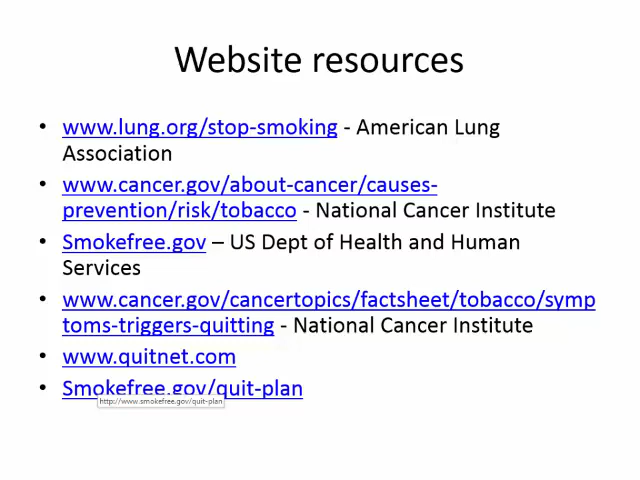 Website resources
• www.lung.org/stop-smoking - American Lung
Association
• www.cancer.gov/about-cancer/causes-
prevention/risk/tobacco - National Cancer Institute
• Smokefree.gov – US Dept of Health and Human
Services
• www.cancer.gov/cancertopics/factsheet/tobacco/symp
toms-triggers-quitting - National Cancer Institute
• www.quitnet.com
• Smokefree.gov/quit-plan
http://www.smokefree.gov/quit-plan